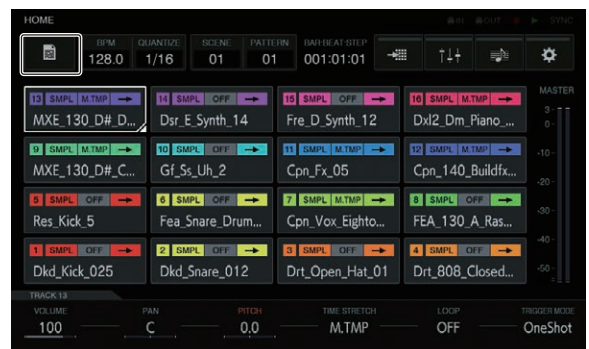 HOME IN OUT SYNC
BPM QUANTIZE SCENE PATTERN BAR:BEAT:STEP
128.0 1/16 01 01 001:01:01
MASTER
13 SMPL M.TMP 14 SMPL OFF 15 SMPL OFF 16 SMPL M.TMP
MXE_130_D#_D... Dsr_E_Synth_14 Fre_D_Synth_12 Dxl2_Dm_Piano_...
3-
0-
9 SMPL M.TMP 10 SMPL OFF 11 SMPL M.TMP 12 SMPL M.TMP
MXE_130_D#_C... Gf_Ss_Uh_2 Cpn_Fx_05 Cpn_140_Buildfx...
-10-
-20-
5 SMPL OFF 6 SMPL OFF 7 SMPL M.TMP 8 SMPL OFF
Res_Kick_5 Fea_Snare_Drum... Cpn_Vox_Eighto... FEA_130_A_Ras...
-30-
-40-
1 SMPL OFF 2 SMPL OFF 3 SMPL OFF 4 SMPL OFF
Dkd_Kick_025 Dkd_Snare_012 Drt_Open_Hat_01 Drt_808_Closed...
-50-
TRACK 13
VOLUME PAN PITCH TIME STRETCH LOOP TRIGGER MODE
100 C 0.0 M.TMP OFF OneShot